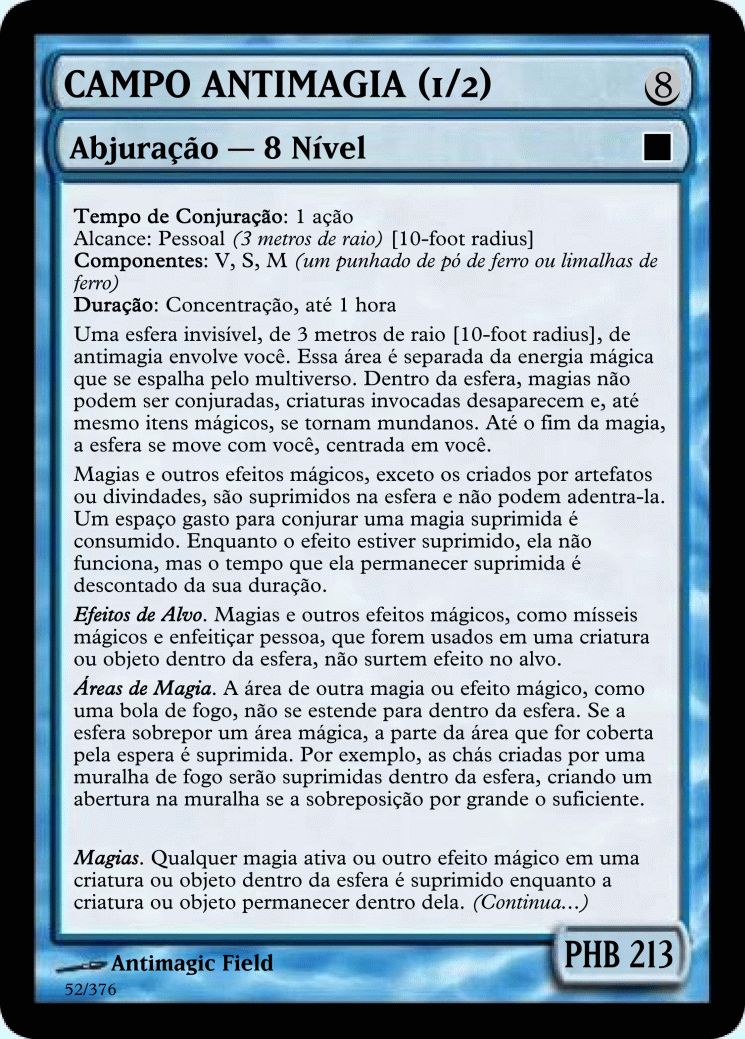 CAMPO ANTIMAGIA (1/2)
8
Abjuração — 8 Nível
Tempo de Conjuração: 1 ação
Alcance: Pessoal (3 metros de raio) [10-foot radius]
Componentes: V, S, M (um punhado de pó de ferro ou limalhas de
ferro)
Duração: Concentração, até 1 hora
Uma esfera invisível, de 3 metros de raio [10-foot radius], de
antimagia envolve você. Essa área é separada da energia mágica
que se espalha pelo multiverso. Dentro da esfera, magias não
podem ser conjuradas, criaturas invocadas desaparecem e, até
mesmo itens mágicos, se tornam mundanos. Até o fim da magia,
a esfera se move com você, centrada em você.
Magias e outros efeitos mágicos, exceto os criados por artefatos
ou divindades, são suprimidos na esfera e não podem adentra-la.
Um espaço gasto para conjurar uma magia suprimida é
consumido. Enquanto o efeito estiver suprimido, ela não
funciona, mas o tempo que ela permanecer suprimida é
descontado da sua duração.
Efeitos de Alvo. Magias e outros efeitos mágicos, como mísseis
mágicos e enfeitiçar pessoa, que forem usados em uma criatura
ou objeto dentro da esfera, não surtem efeito no alvo.
Áreas de Magia. A área de outra magia ou efeito mágico, como
uma bola de fogo, não se estende para dentro da esfera. Se a
esfera sobrepor um área mágica, a parte da área que for coberta
pela espera é suprimida. Por exemplo, as chás criadas por uma
muralha de fogo serão suprimidas dentro da esfera, criando um
abertura na muralha se a sobreposição por grande o suficiente.
Magias. Qualquer magia ativa ou outro efeito mágico em uma
criatura ou objeto dentro da esfera é suprimido enquanto a
criatura ou objeto permanecer dentro dela. (Continua...)
PHB 213
Antimagic Field
52/376